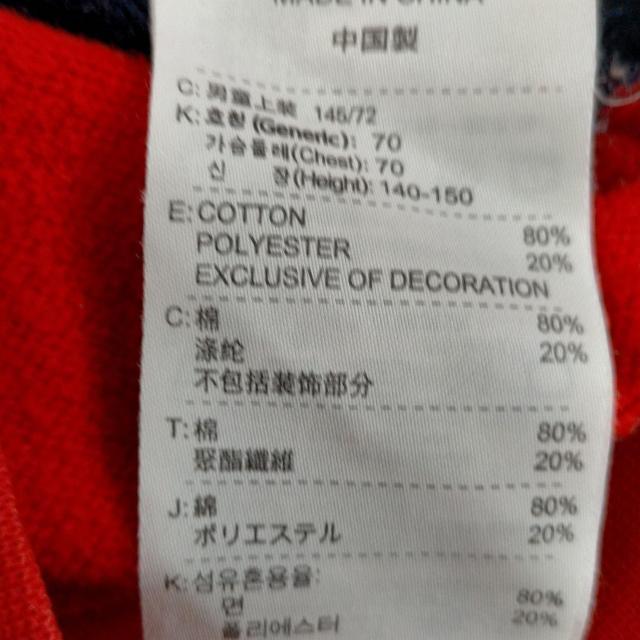 MADE IN CHINA
中国製
C: 男童上装 145/72
K: 호칭 (Generic): 70
가슴둘레(Chest): 70
신 장(Height): 140-150
E: COTTON 80%
POLYESTER 20%
EXCLUSIVE OF DECORATION
C: 棉 80%
涤纶 20%
不包括装饰部分
T: 棉 80%
聚酯纖維 20%
J: 綿 80%
ポリエステル 20%
K: 섬유혼용율:
면 80%
폴리에스터 20%